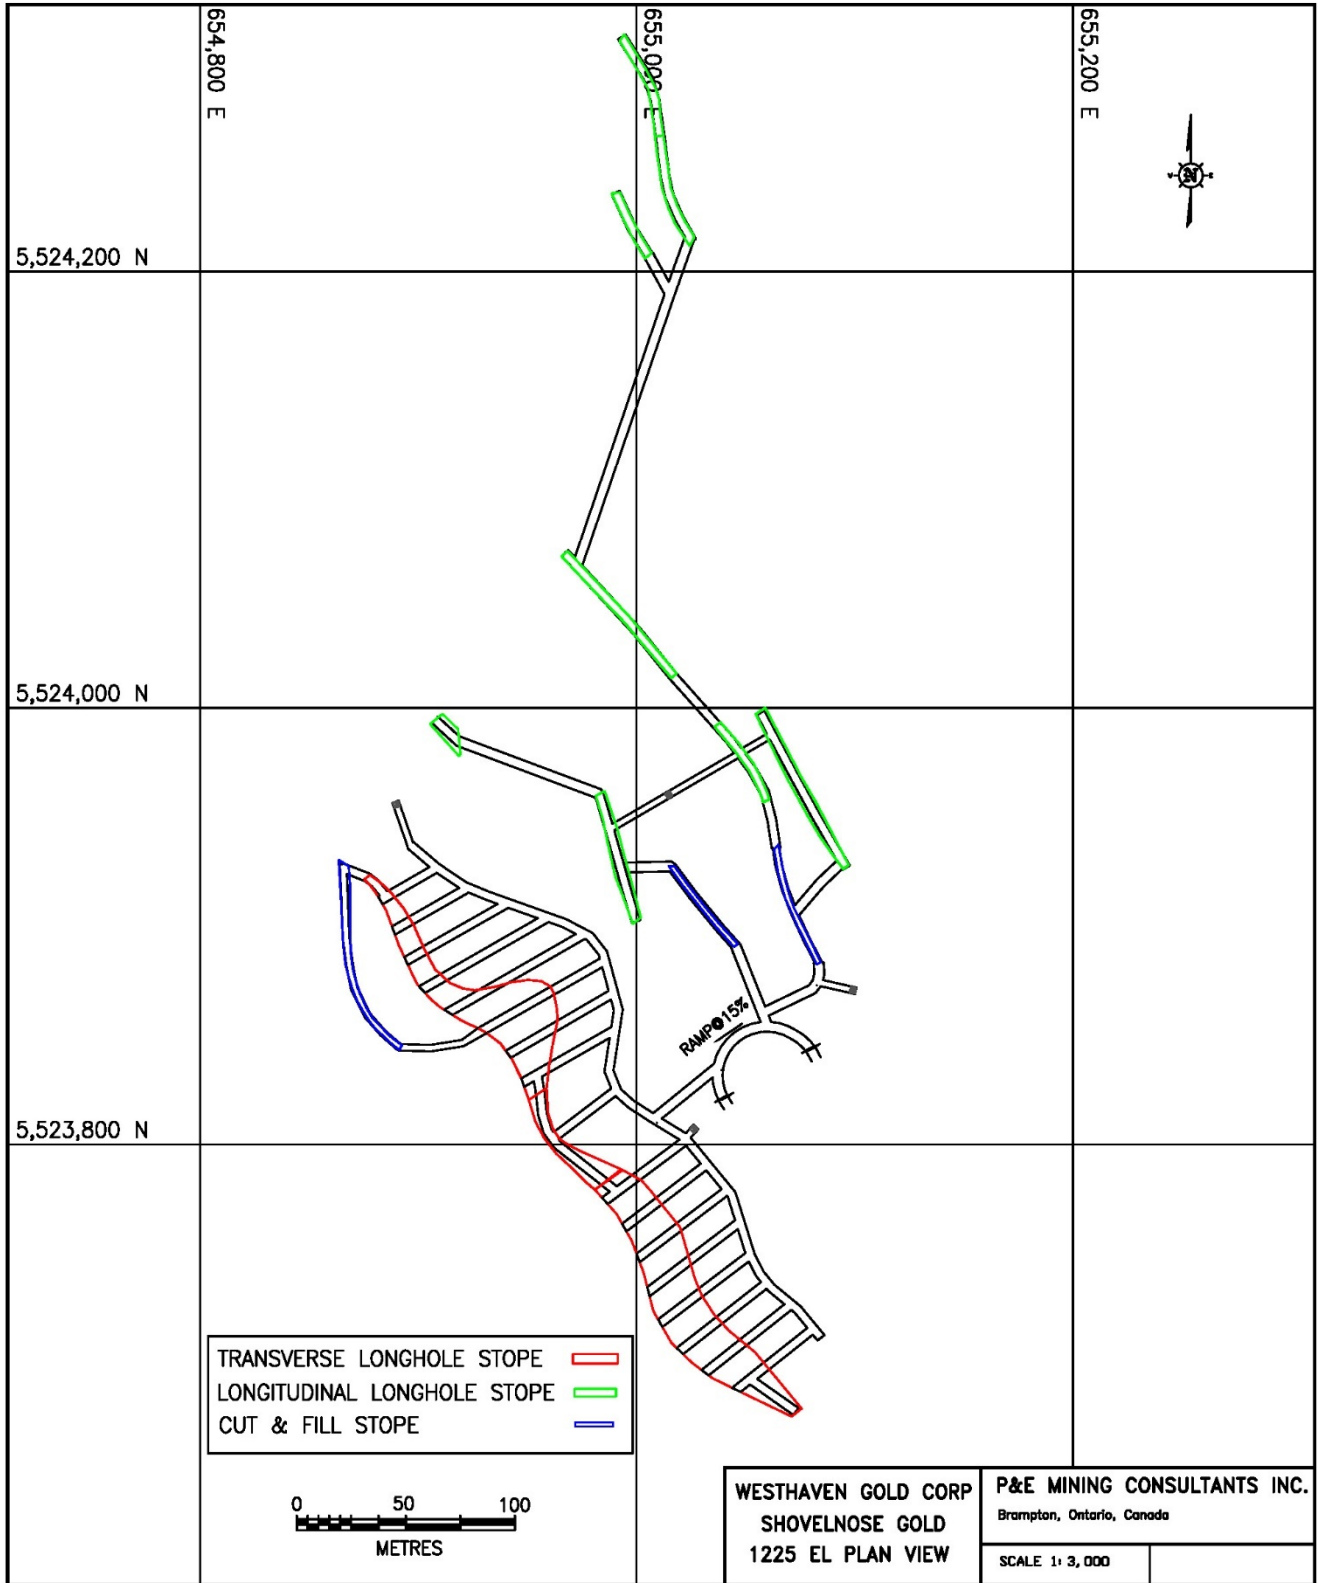 654,800 E
655,000 E
655,200 E
N
5,524,200 N
5,524,000 N
RAMP@15%
5,523,800 N
TRANSVERSE LONGHOLE STOPE
LONGITUDINAL LONGHOLE STOPE
CUT & FILL STOPE
0 50 100
METRES
WESTHAVEN GOLD CORP
SHOVELNOSE GOLD
1225 EL PLAN VIEW
P&E MINING CONSULTANTS INC.
Brampton, Ontario, Canada
SCALE 1: 3,000